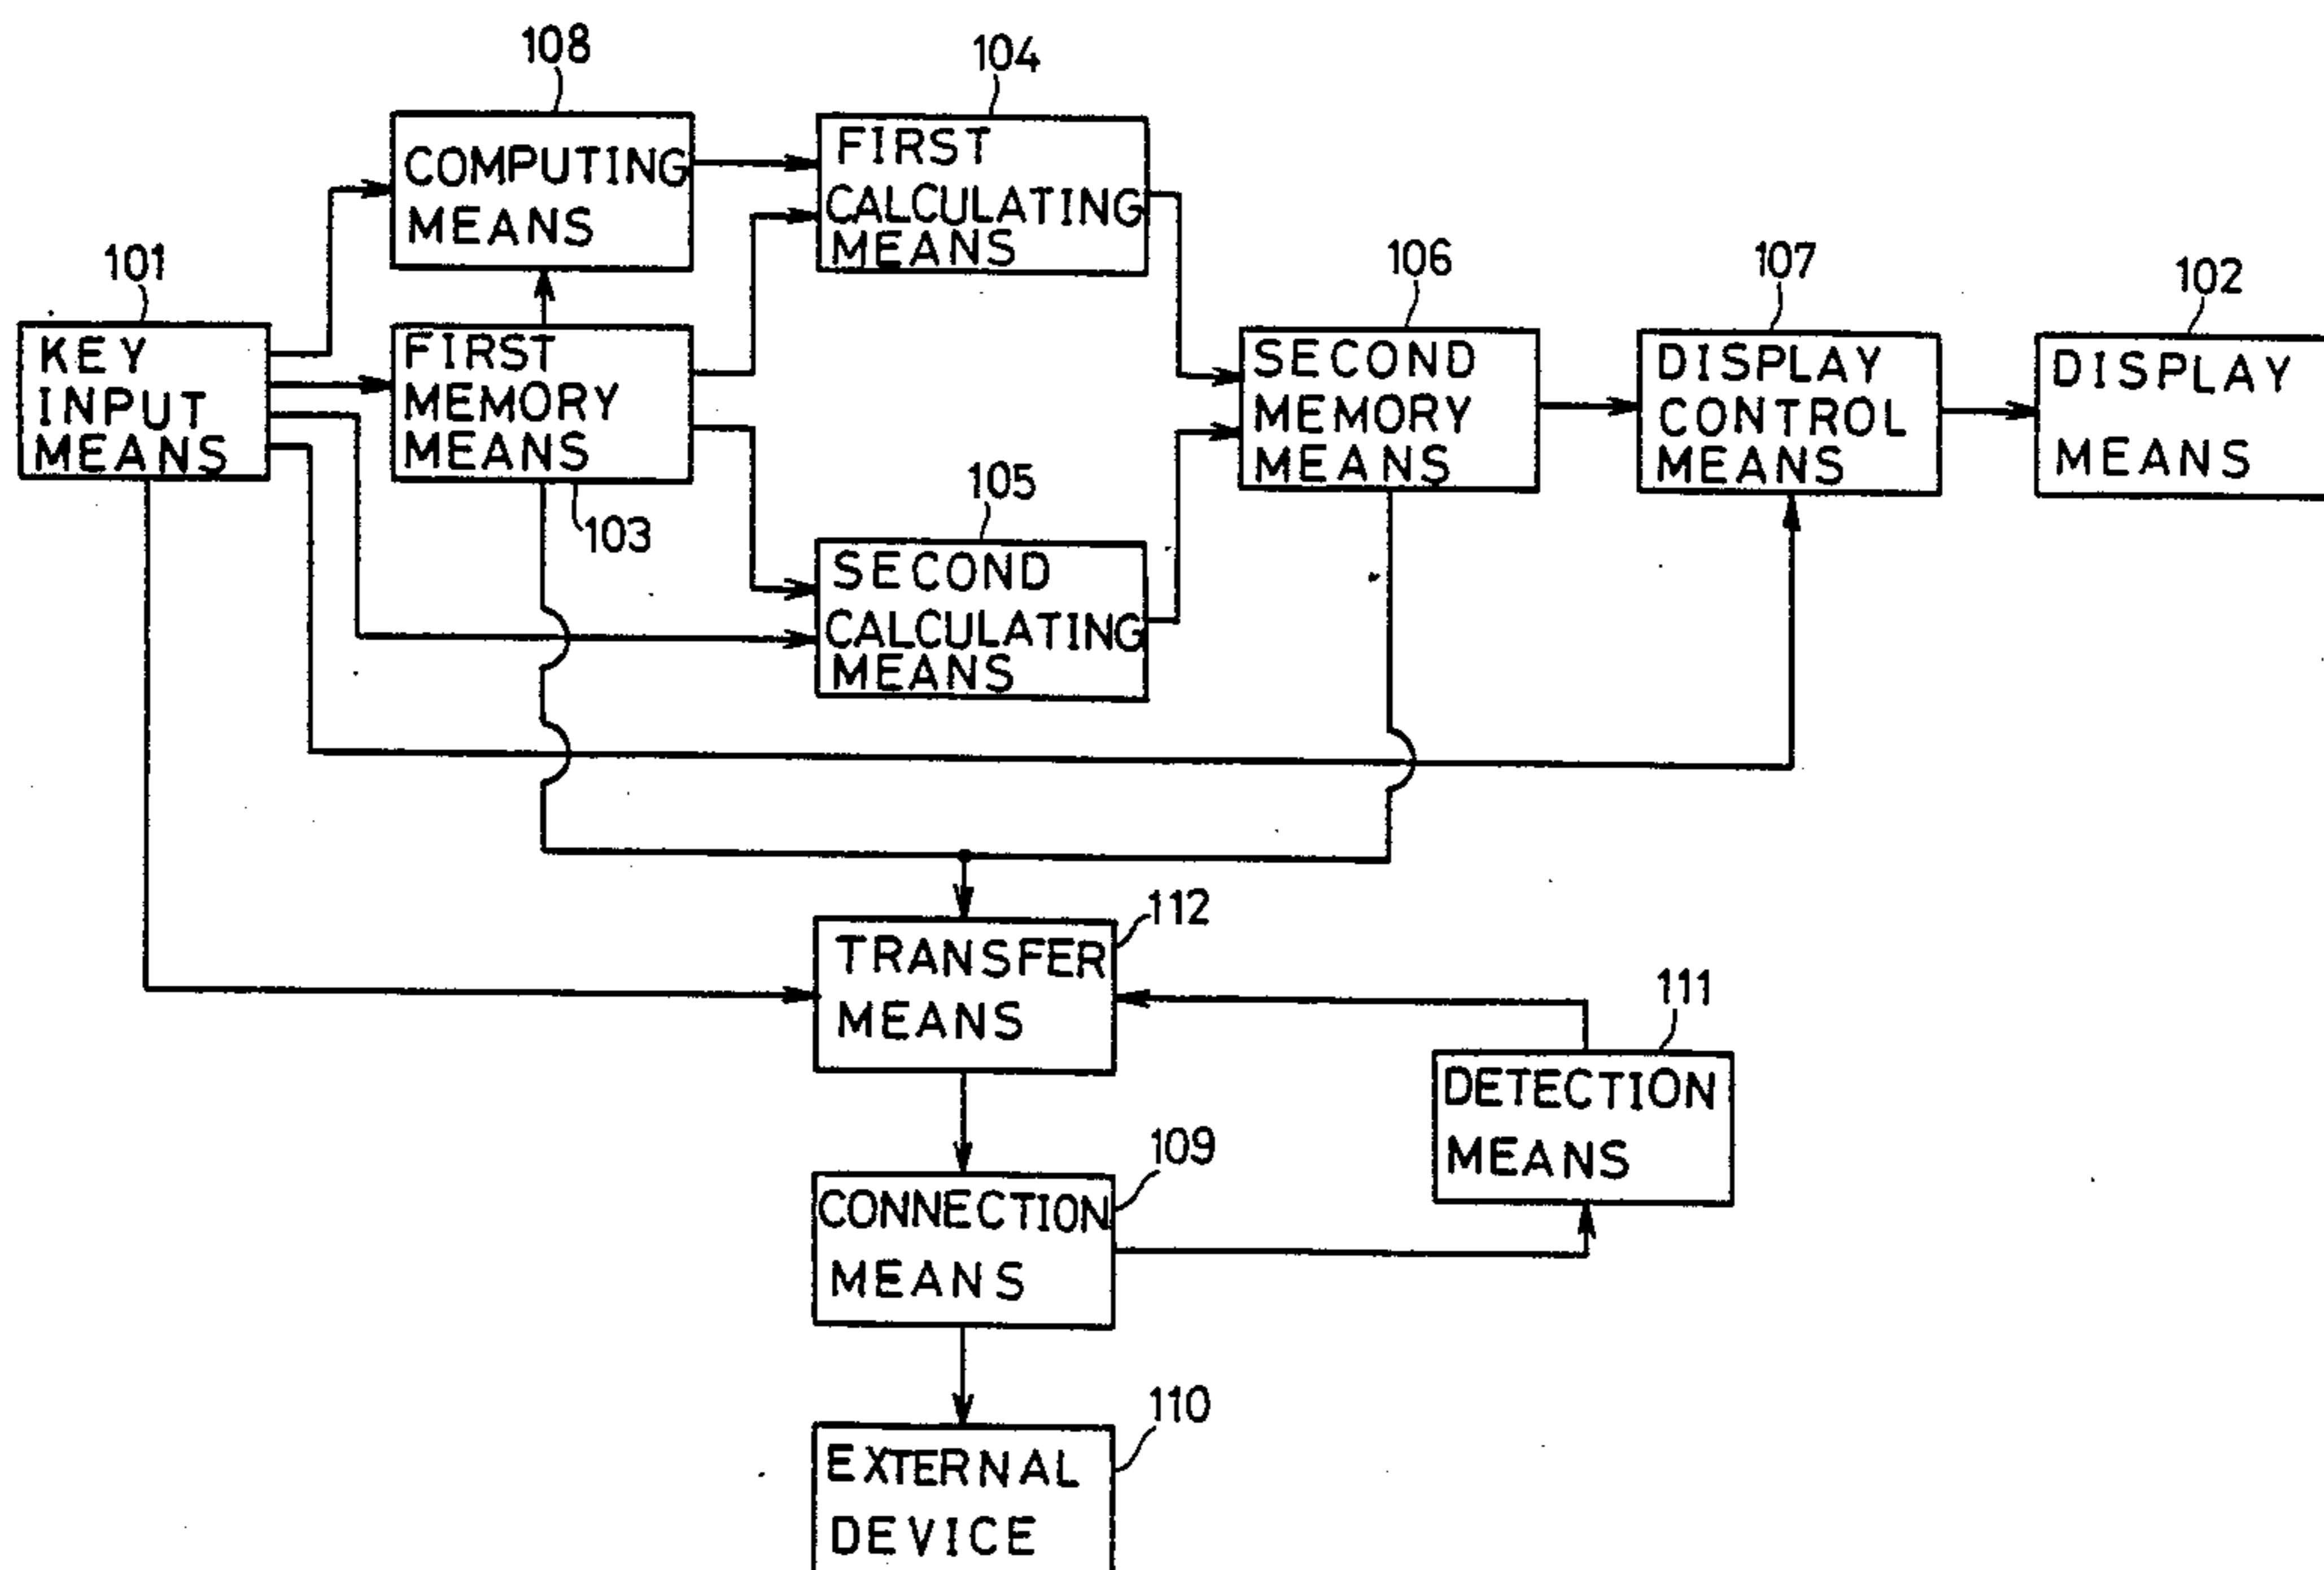 108
COMPUTING
MEANS
104
FIRST
CALCULATING
MEANS
101
KEY
INPUT
MEANS
FIRST
MEMORY
MEANS
103
105
SECOND
CALCULATING
MEANS
106
SECOND
MEMORY
MEANS
107
DISPLAY
CONTROL
MEANS
102
DISPLAY
MEANS
112
TRANSFER
MEANS
111
DETECTION
MEANS
109
CONNECTION
MEANS
110
EXTERNAL
DEVICE